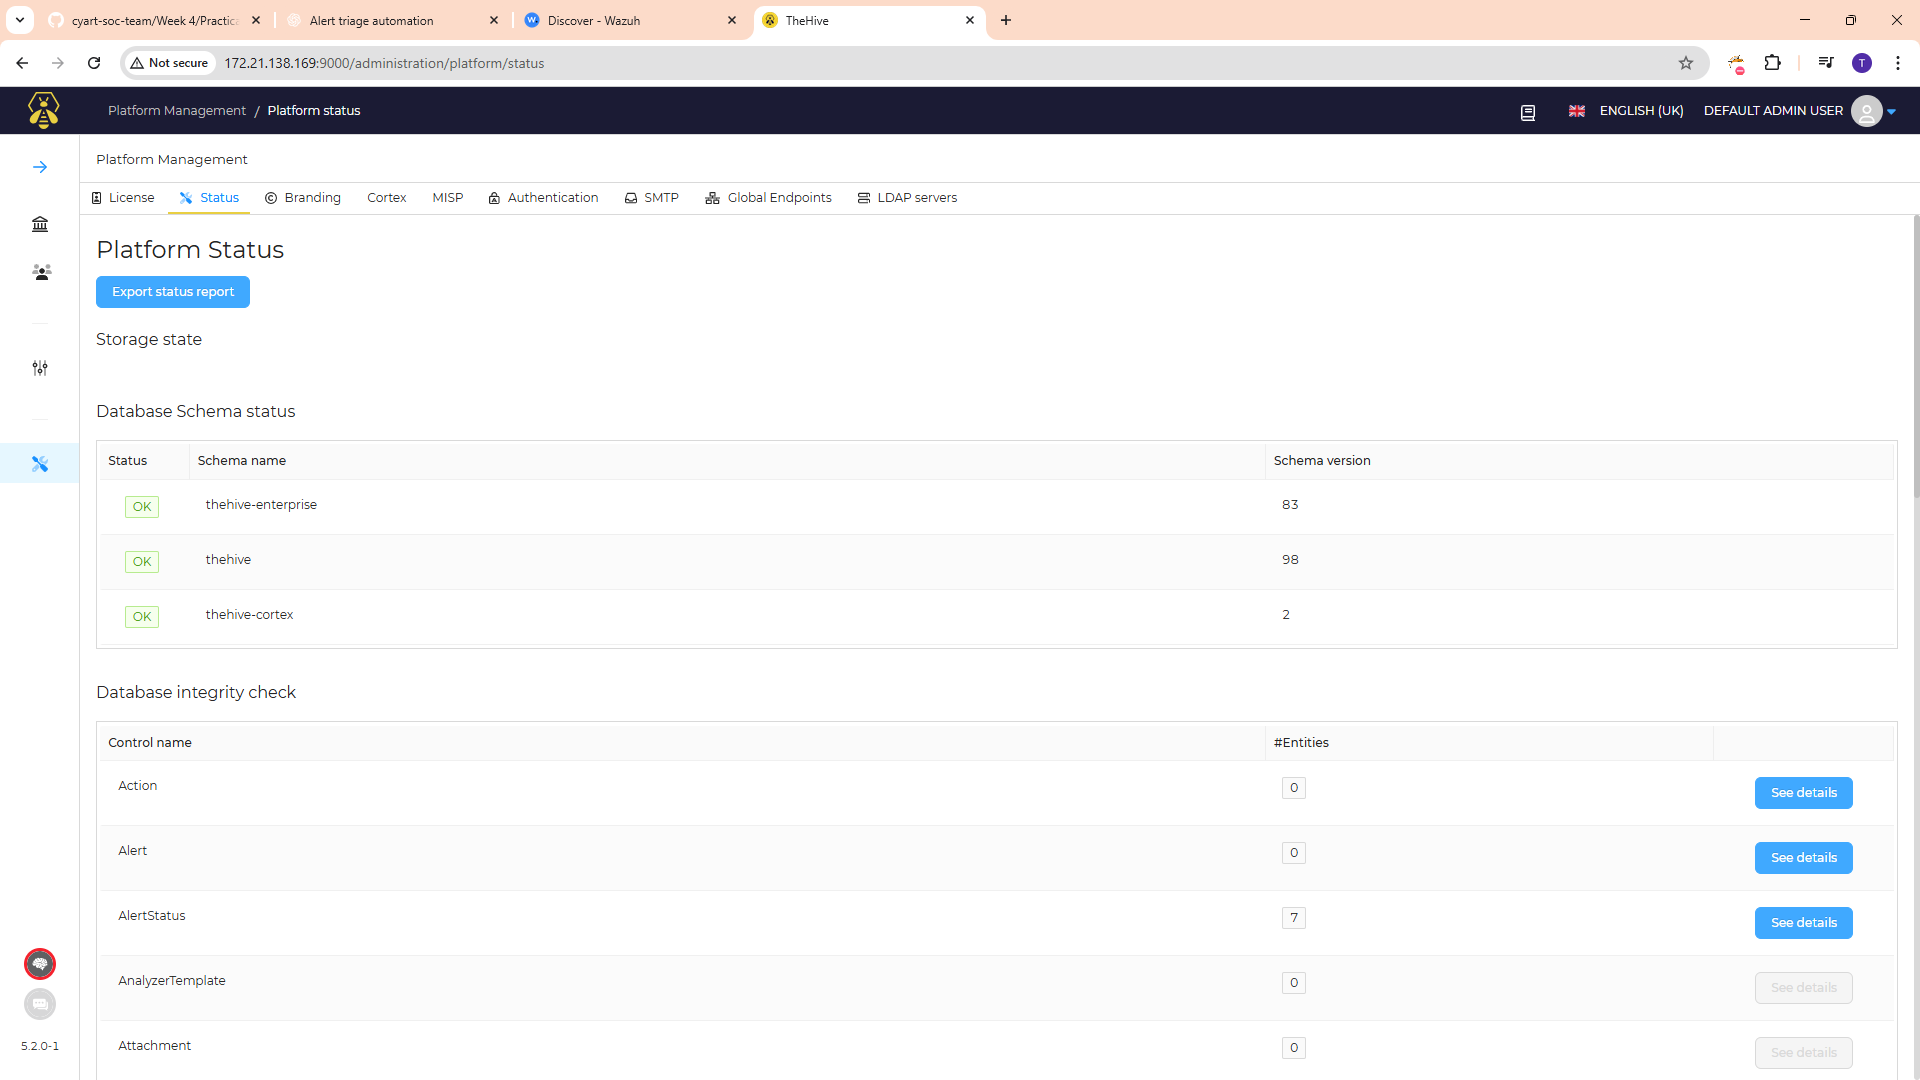 cyart-soc-team/Week 4/Practica
Alert triage automation
Discover - Wazuh
TheHive
Not secure
172.21.138.169:9000/administration/platform/status
T
Platform Management / Platform status
ENGLISH (UK)
DEFAULT ADMIN USER
Platform Management
License
Status
Branding
Cortex
MISP
Authentication
SMTP
Global Endpoints
LDAP servers
Platform Status
Export status report
Storage state
Database Schema status
Status Schema name Schema version
OK thehive-enterprise 83
OK thehive 98
OK thehive-cortex 2
Database integrity check
Control name #Entities
Action 0 See details
Alert 0 See details
AlertStatus 7 See details
AnalyzerTemplate 0 See details
Attachment 0 See details
5.2.0-1